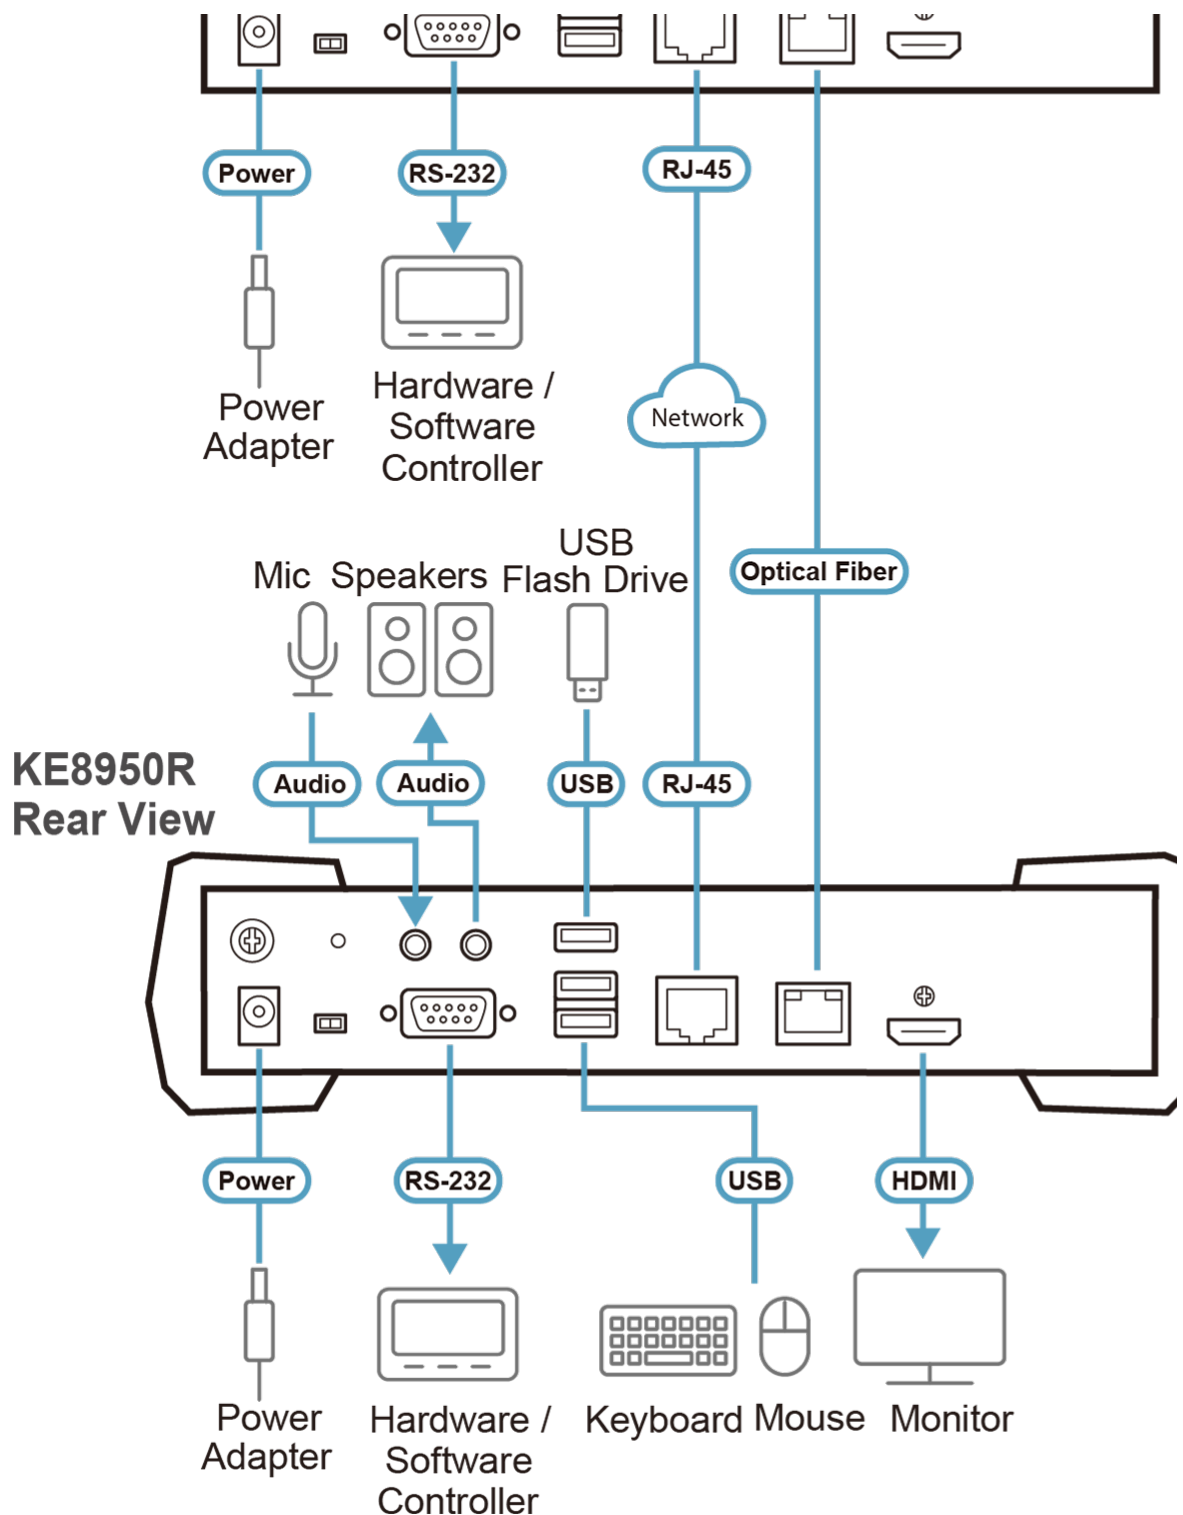 Power
RS-232
RJ-45
Power
Adapter
Hardware /
Software
Controller
Network
Optical Fiber
Mic
Speakers
USB
Flash Drive
KE8950R
Rear View
Audio
Audio
USB
RJ-45
Power
RS-232
USB
HDMI
Power
Adapter
Hardware /
Software
Controller
Keyboard
Mouse
Monitor